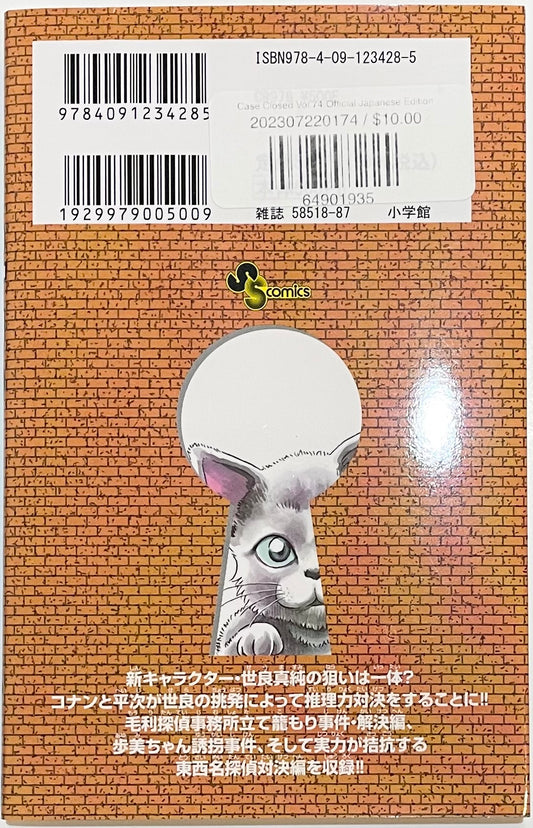 ISBN978-4-09-123428-5
9784091234285
Case Closed Vol 74 Official Japanese Edition
202307220174 / $10.00
64901935
1929979005009
雑誌 58518-87 小学館
SS comics
新キャラクター・世良真純の狙いは一体?
コナンと平次が世良の挑発によって推理力対決をすることに!!
毛利探偵事務所立て籠もり事件・解決編、
歩美ちゃん誘拐事件、そして実力が拮抗する
東西名探偵対決編を収録!!